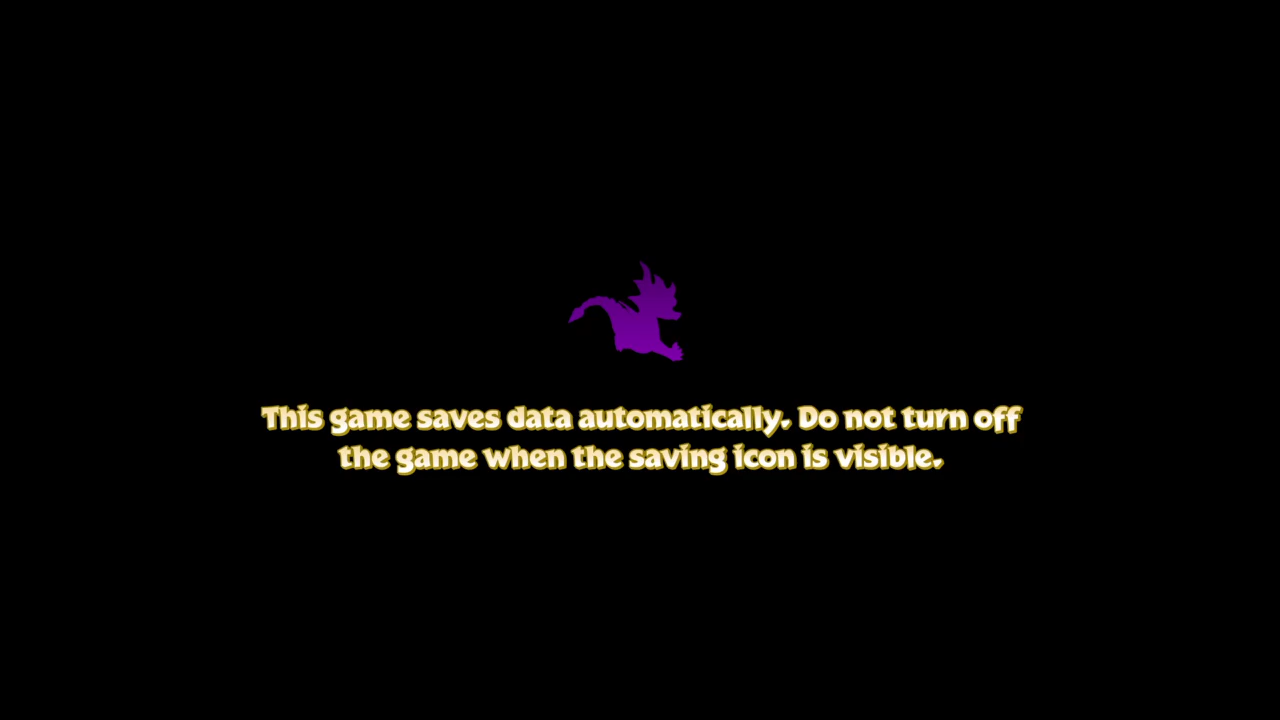 This game saves data automatically. Do not turn off
the game when the saving icon is visible.